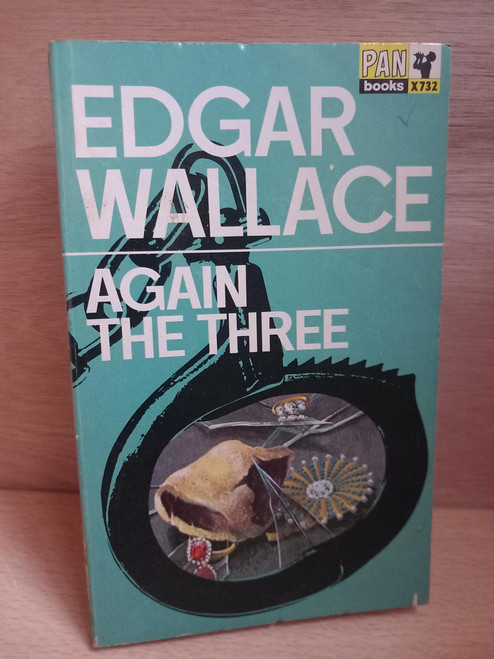 PAN
books X732
EDGAR
WALLACE
AGAIN
THE THREE